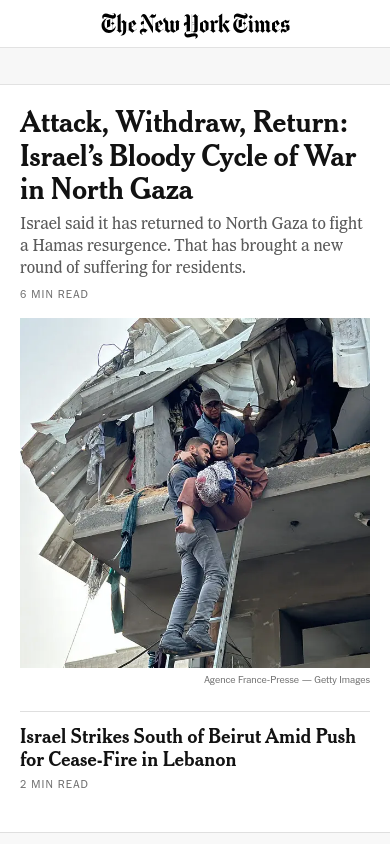 The New York Times
Attack, Withdraw, Return:
Israel’s Bloody Cycle of War
in North Gaza
Israel said it has returned to North Gaza to fight
a Hamas resurgence. That has brought a new
round of suffering for residents.
6 MIN READ
Agence France-Presse — Getty Images
Israel Strikes South of Beirut Amid Push
for Cease-Fire in Lebanon
2 MIN READ